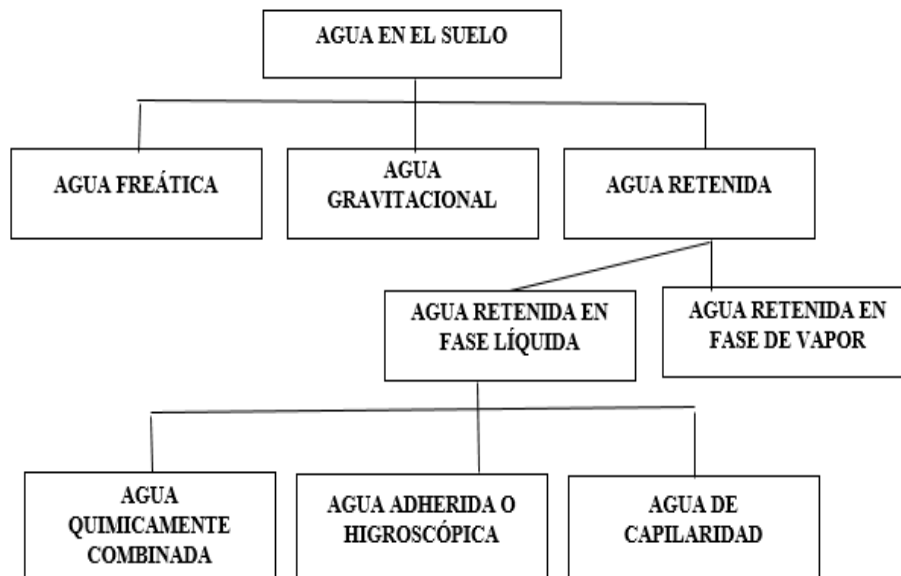 AGUA EN EL SUELO
AGUA FREÁTICA
AGUA
GRAVITACIONAL
AGUA RETENIDA
AGUA RETENIDA EN
FASE LÍQUIDA
AGUA RETENIDA EN
FASE DE VAPOR
AGUA
QUIMICAMENTE
COMBINADA
AGUA ADHERIDA O
HIGROSCÓPICA
AGUA DE
CAPILARIDAD